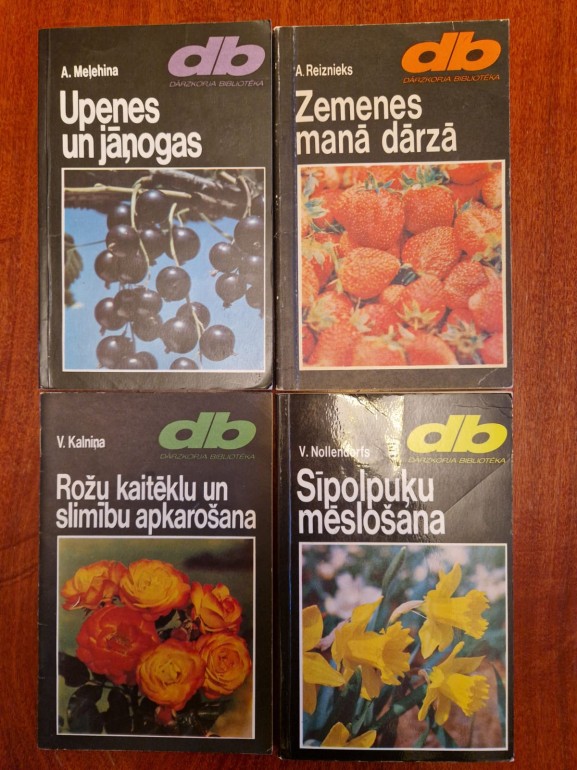 db
DĀRZKOPJA BIBLIOTĒKA
A. Meļehina
Upenes
un jāņogas
db
DĀRZKOPJA BIBLIOTĒKA
A. Reiznieks
Zemenes
manā dārzā
db
DĀRZKOPJA BIBLIOTĒKA
V. Kalniņa
Rožu kaitēkļu un
slimību apkarošana
db
DĀRZKOPJA BIBLIOTĒKA
V. Nollendorfs
Sīpolpuķu
mēslošana